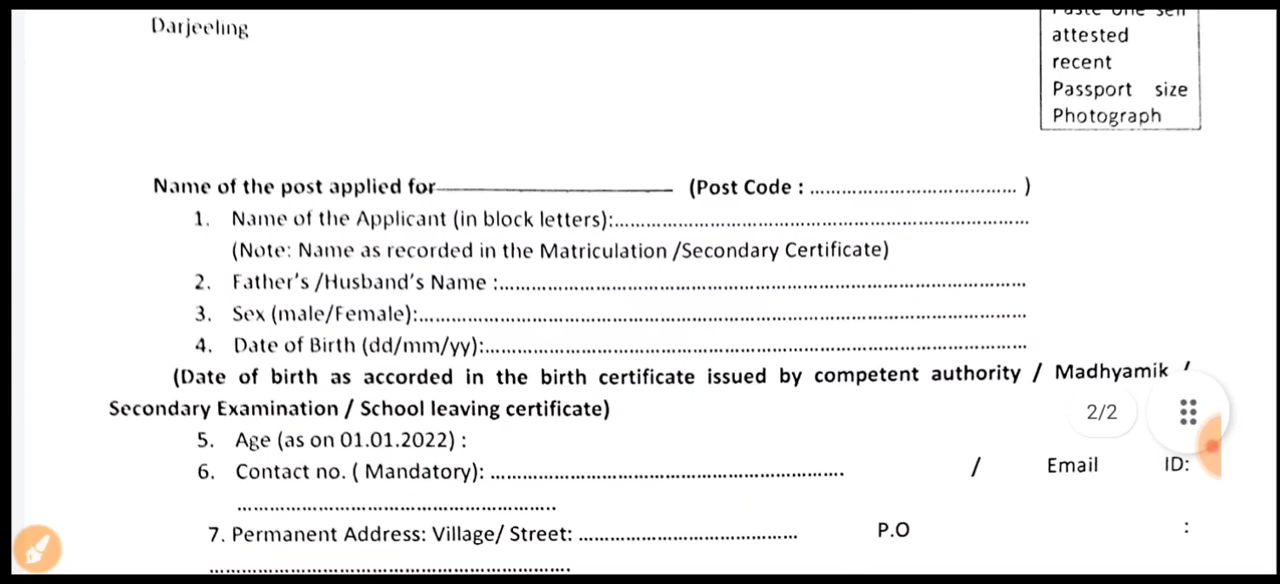 Darjeeling
Paste one self
attested
recent
Passport size
Photograph
Name of the post applied for (Post Code : .................................... )
1. Name of the Applicant (in block letters):..........................................................................
(Note: Name as recorded in the Matriculation /Secondary Certificate)
2. Father's /Husband's Name :...............................................................................................
3. Sex (male/Female):...........................................................................................................
4. Date of Birth (dd/mm/yy):.................................................................................................
(Date of birth as accorded in the birth certificate issued by competent authority / Madhyamik /
Secondary Examination / School leaving certificate)
2/2
5. Age (as on 01.01.2022) :
6. Contact no. ( Mandatory): ............................................................... / Email ID:
.........................................................
7. Permanent Address: Village/ Street: ....................................... P.O :
................................................................